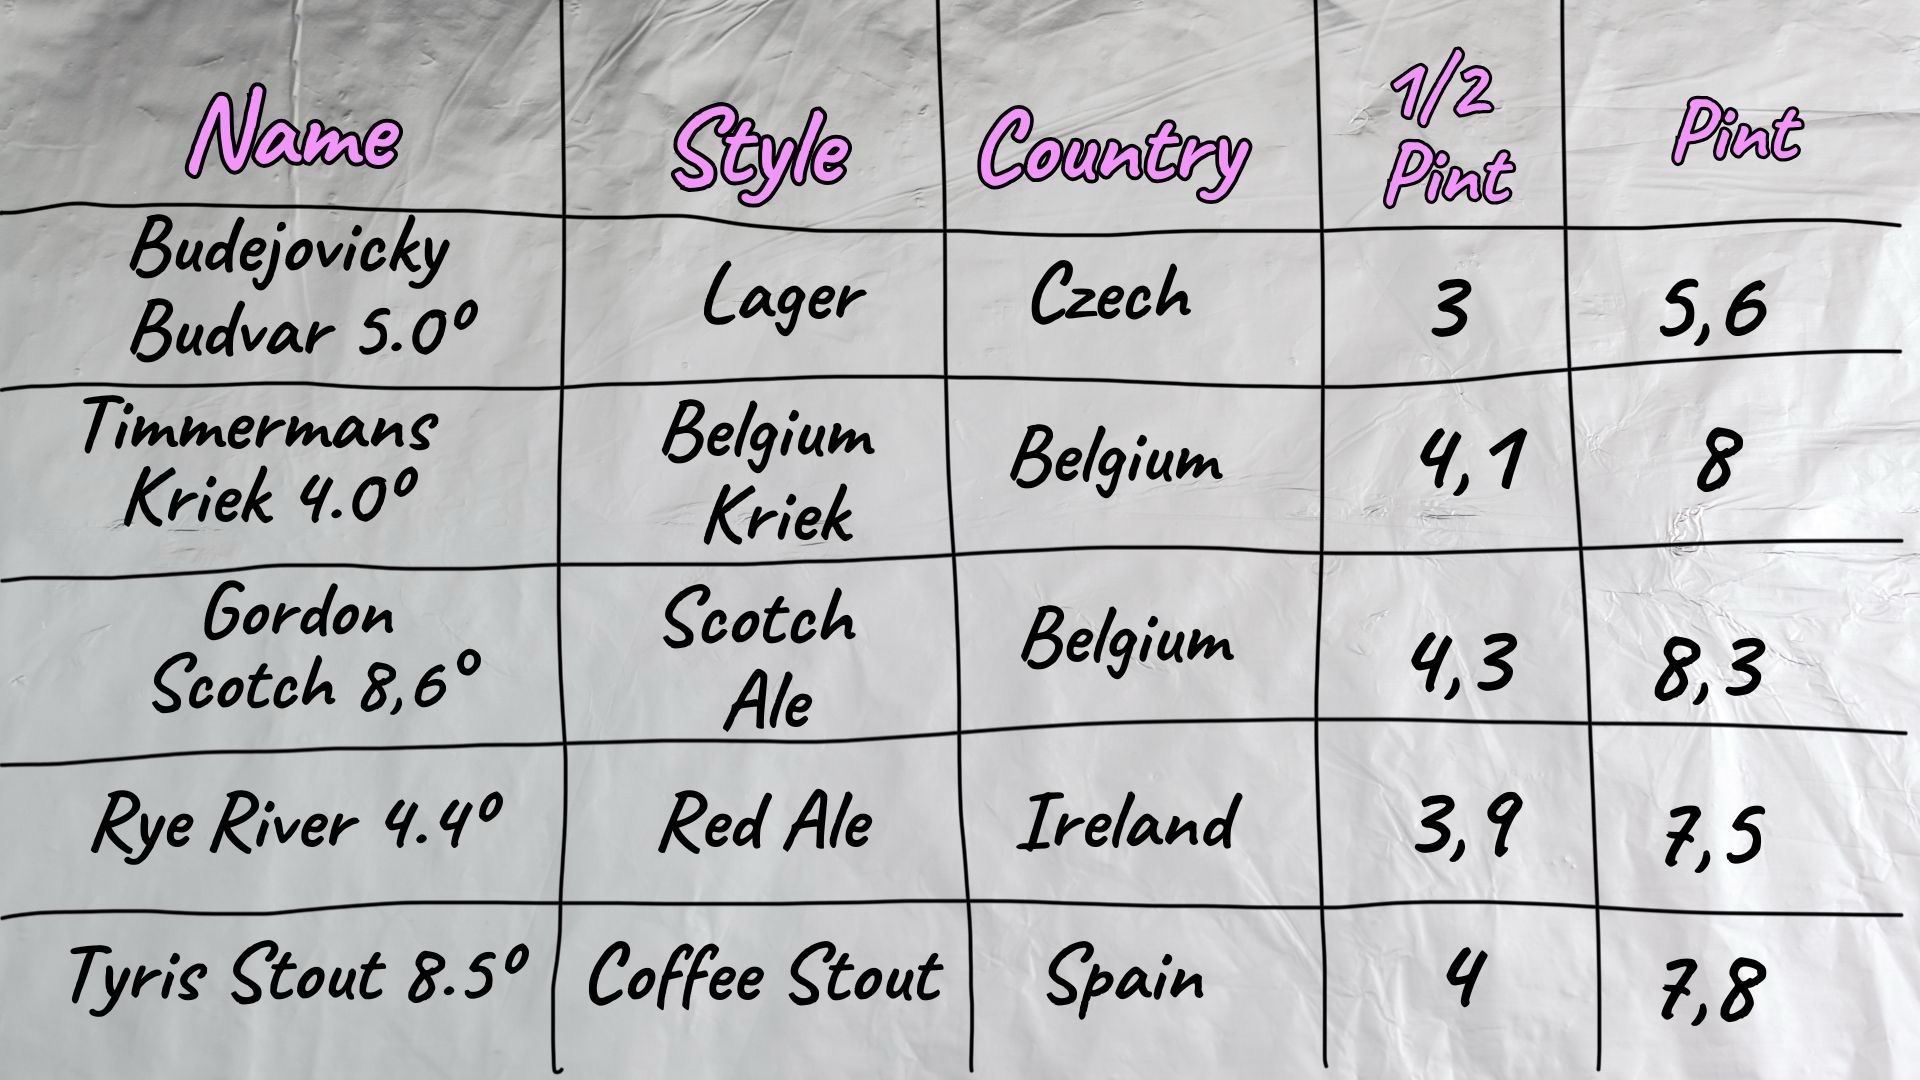 Name Style Country 1/2 Pint Pint
Budejovicky
Budvar 5.0º Lager Czech 3 5,6
Timmermans
Kriek 4.0º Belgium Kriek Belgium 4,1 8
Gordon
Scotch 8,6º Scotch Ale Belgium 4,3 8,3
Rye River 4.4º Red Ale Ireland 3,9 7,5
Tyris Stout 8.5º Coffee Stout Spain 4 7,8